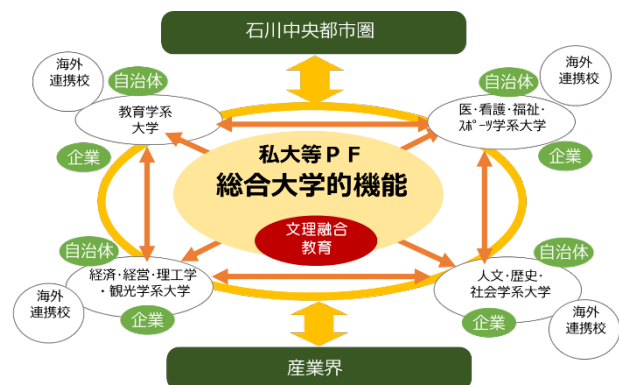 石川中央都市圏
海外
連携校
自治体
教育学系
大学
企業
海外
連携校
自治体
医・看護・福祉・
ｽﾎﾟｰﾂ学系大学
企業
私大等ＰＦ
総合大学的機能
文理融合
教育
自治体
経済・経営・理工学
・観光学系大学
海外
連携校
企業
自治体
人文・歴史・
社会学系大学
企業
海外
連携校
産業界